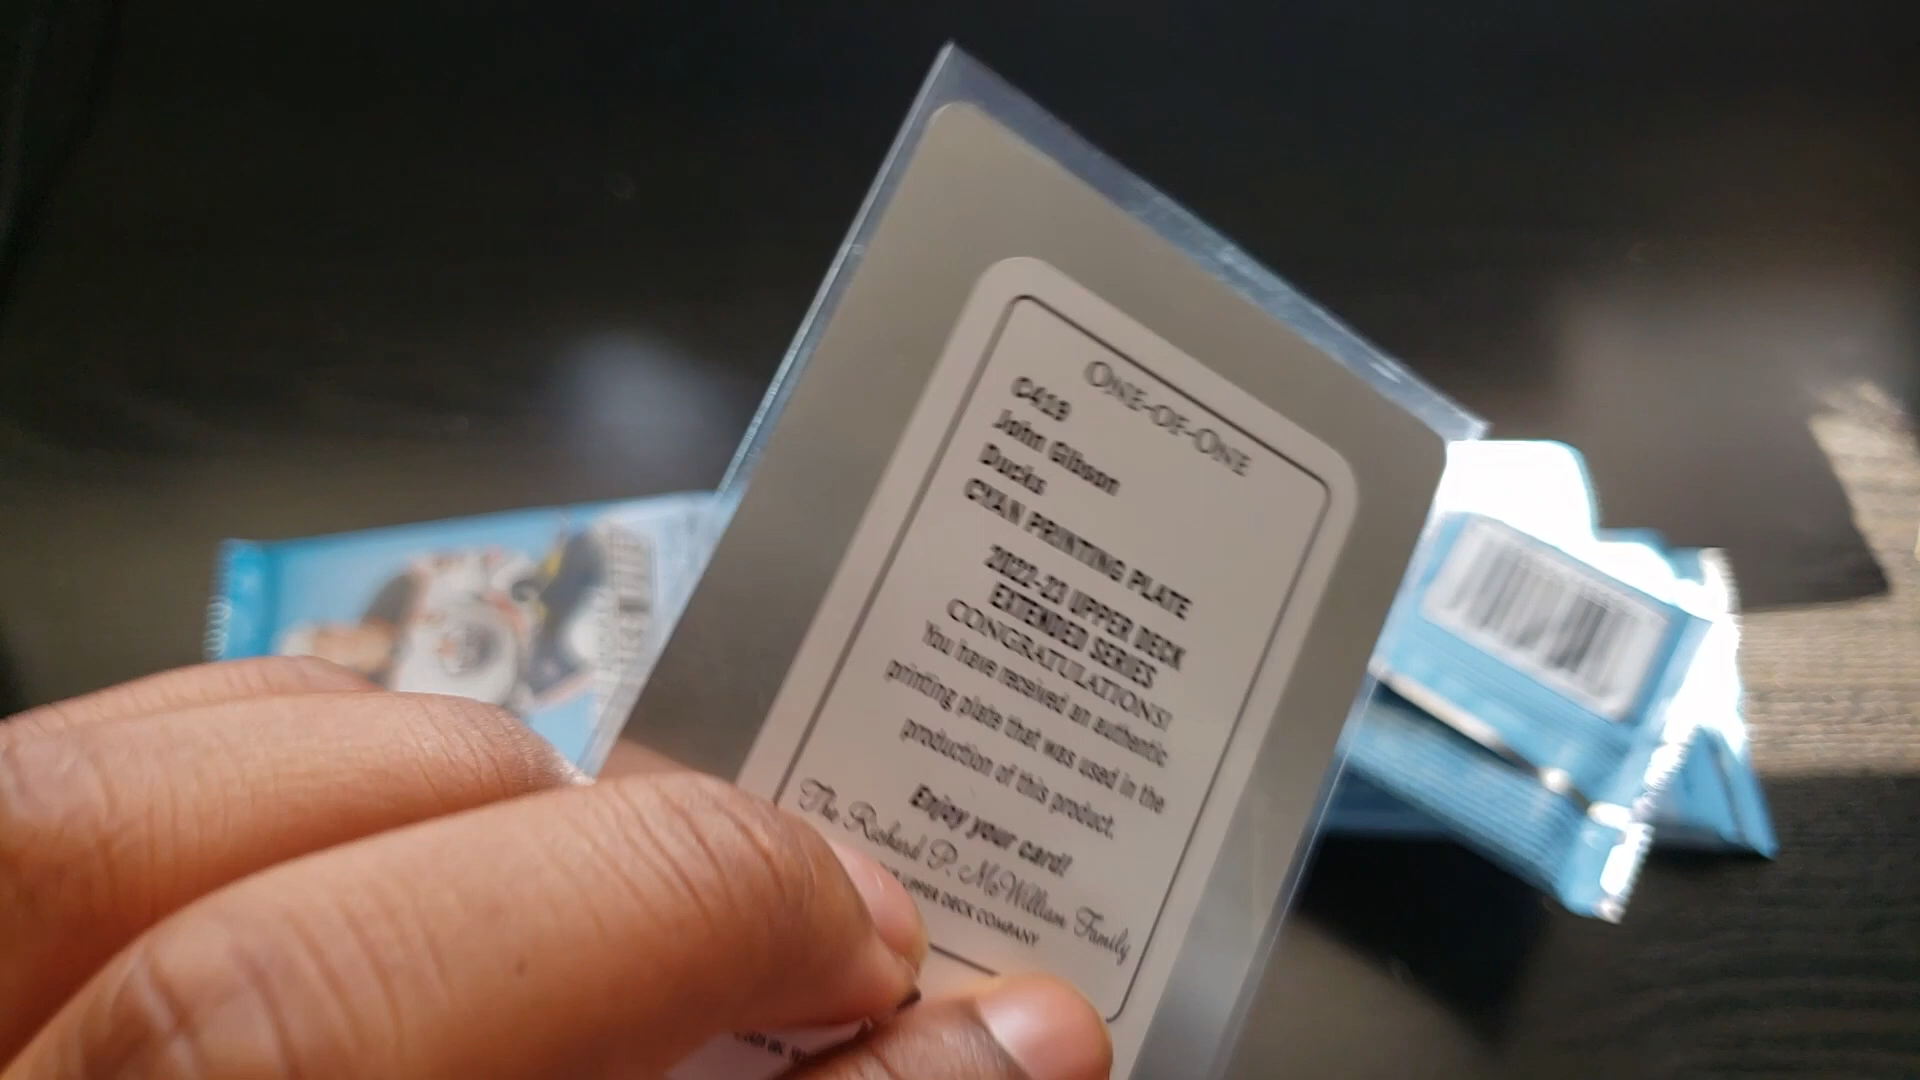 ONE-OF-ONE
C419
John Gibson
Ducks
CYAN PRINTING PLATE
2022-23 UPPER DECK
EXTENDED SERIES
CONGRATULATIONS!
You have received an authentic
printing plate that was used in the
production of this product.
Enjoy your card!
The Richard P. McWilliam Family
UPPER DECK COMPANY